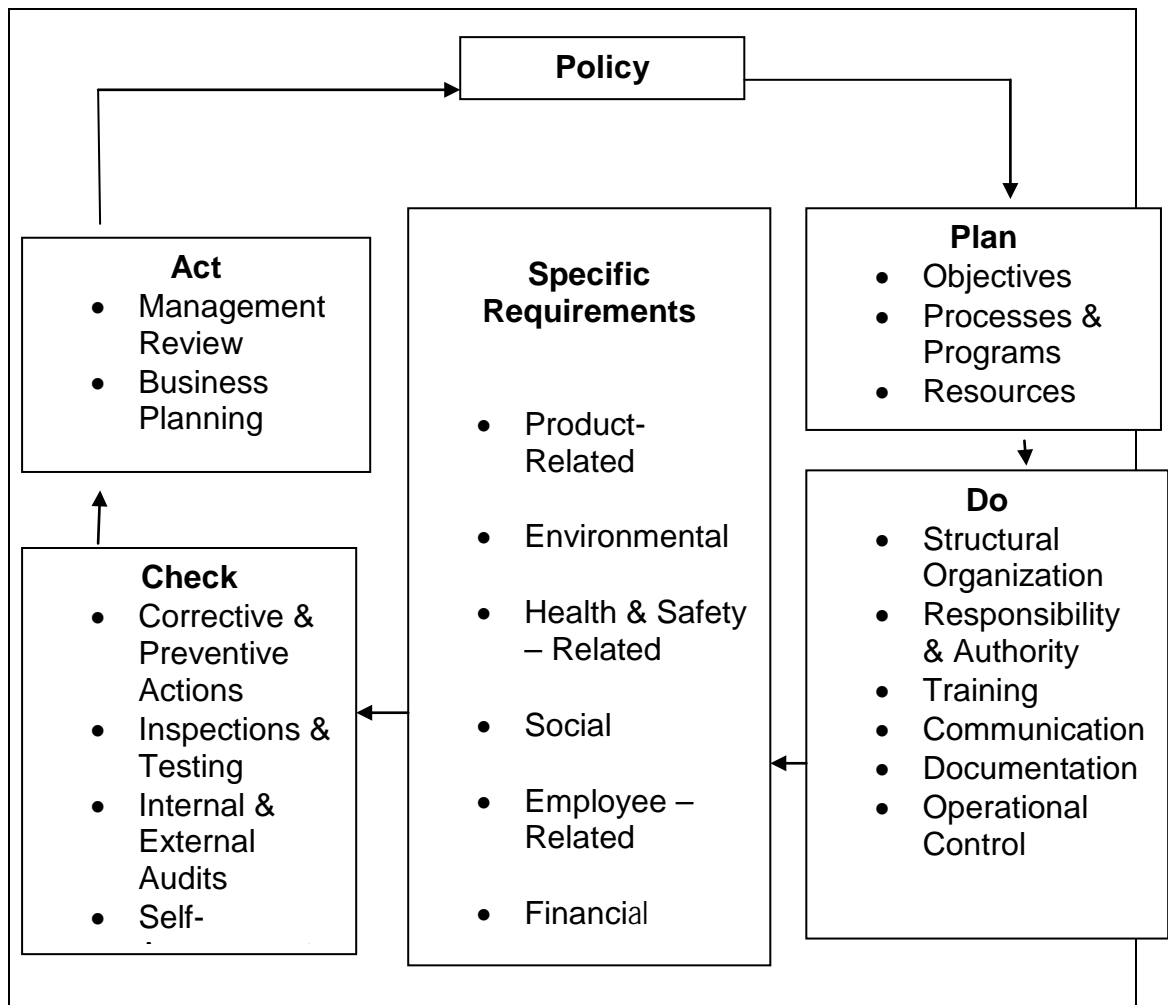 Policy
Act
• Management
Review
• Business
Planning
Specific
Requirements
• Product-
Related
• Environmental
• Health & Safety
– Related
• Social
• Employee –
Related
• Financial
Plan
• Objectives
• Processes &
Programs
• Resources
Do
• Structural
Organization
• Responsibility
& Authority
• Training
• Communication
• Documentation
• Operational
Control
Check
• Corrective &
Preventive
Actions
• Inspections &
Testing
• Internal &
External
Audits
• Self-